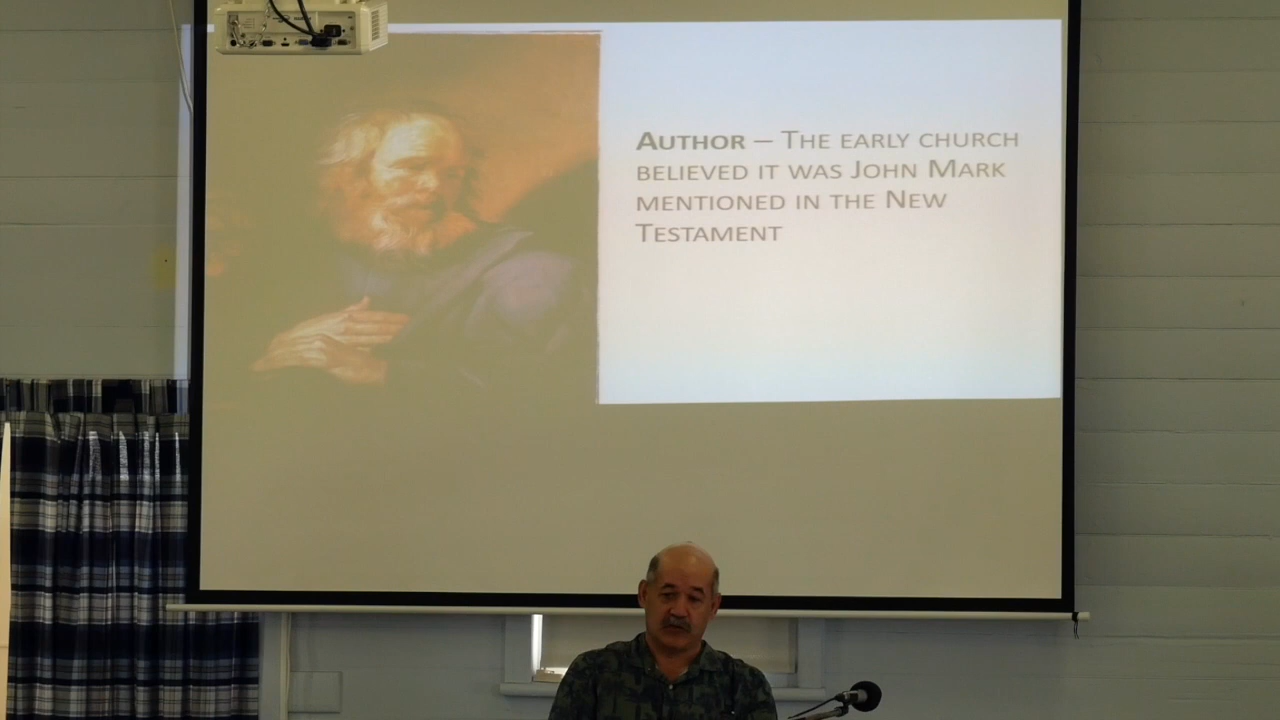 AUTHOR – THE EARLY CHURCH
BELIEVED IT WAS JOHN MARK
MENTIONED IN THE NEW
TESTAMENT